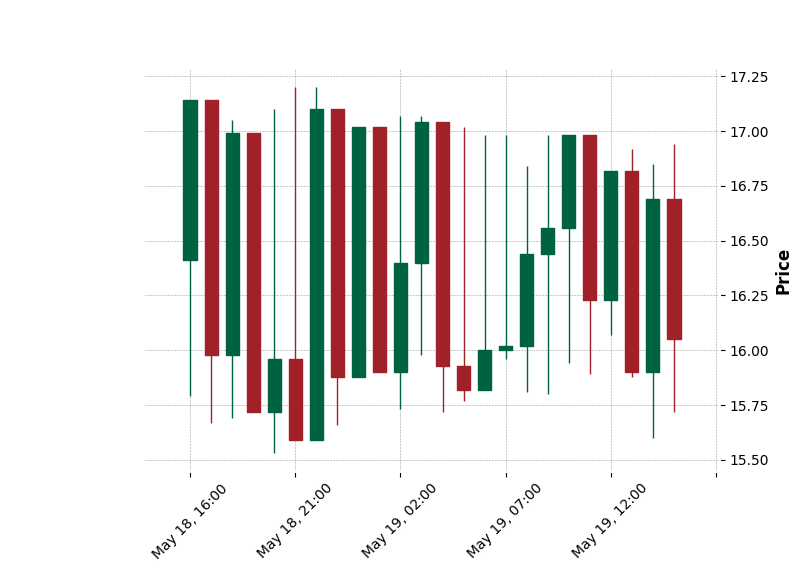 17.25
17.00
16.75
16.50
16.25
16.00
15.75
15.50
Price
May 18, 16:00
May 18, 21:00
May 19, 02:00
May 19, 07:00
May 19, 12:00